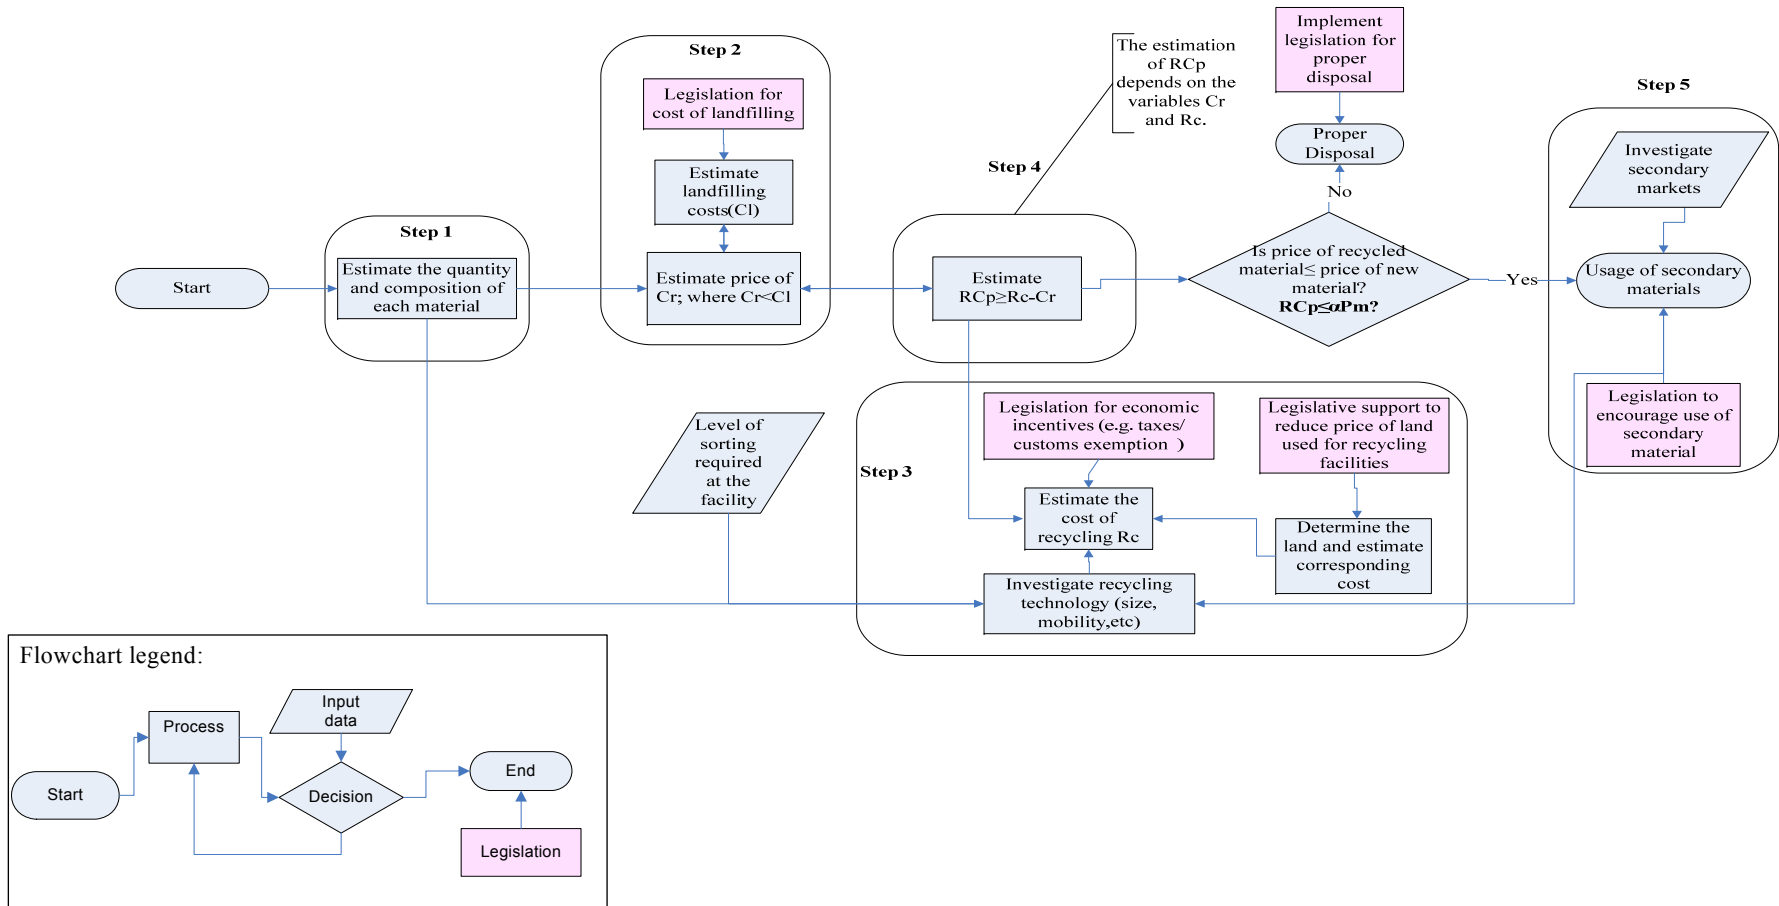 Step 2
Legislation for
cost of landfilling
Estimate
landfilling
costs(Cl)
Estimate price of
Cr; where Cr<Cl
Start
Step 1
Estimate the quantity
and composition of
each material
Step 4
The estimation
of RCp
depends on the
variables Cr
and Rc.
Estimate
RCp≥Rc-Cr
Implement
legislation for
proper
disposal
Proper
Disposal
No
Is price of recycled
material≤ price of new
material?
RCp≤αPm?
Yes
Step 5
Investigate
secondary
markets
Usage of secondary
materials
Legislation to
encourage use of
secondary
material
Level of
sorting
required
at the
facility
Step 3
Legislation for economic
incentives (e.g. taxes/
customs exemption )
Legislative support to
reduce price of land
used for recycling
facilities
Estimate the
cost of
recycling Rc
Determine the
land and estimate
corresponding
cost
Investigate recycling
technology (size,
mobility,etc)
Flowchart legend:
Start
Process
Input
data
Decision
End
Legislation